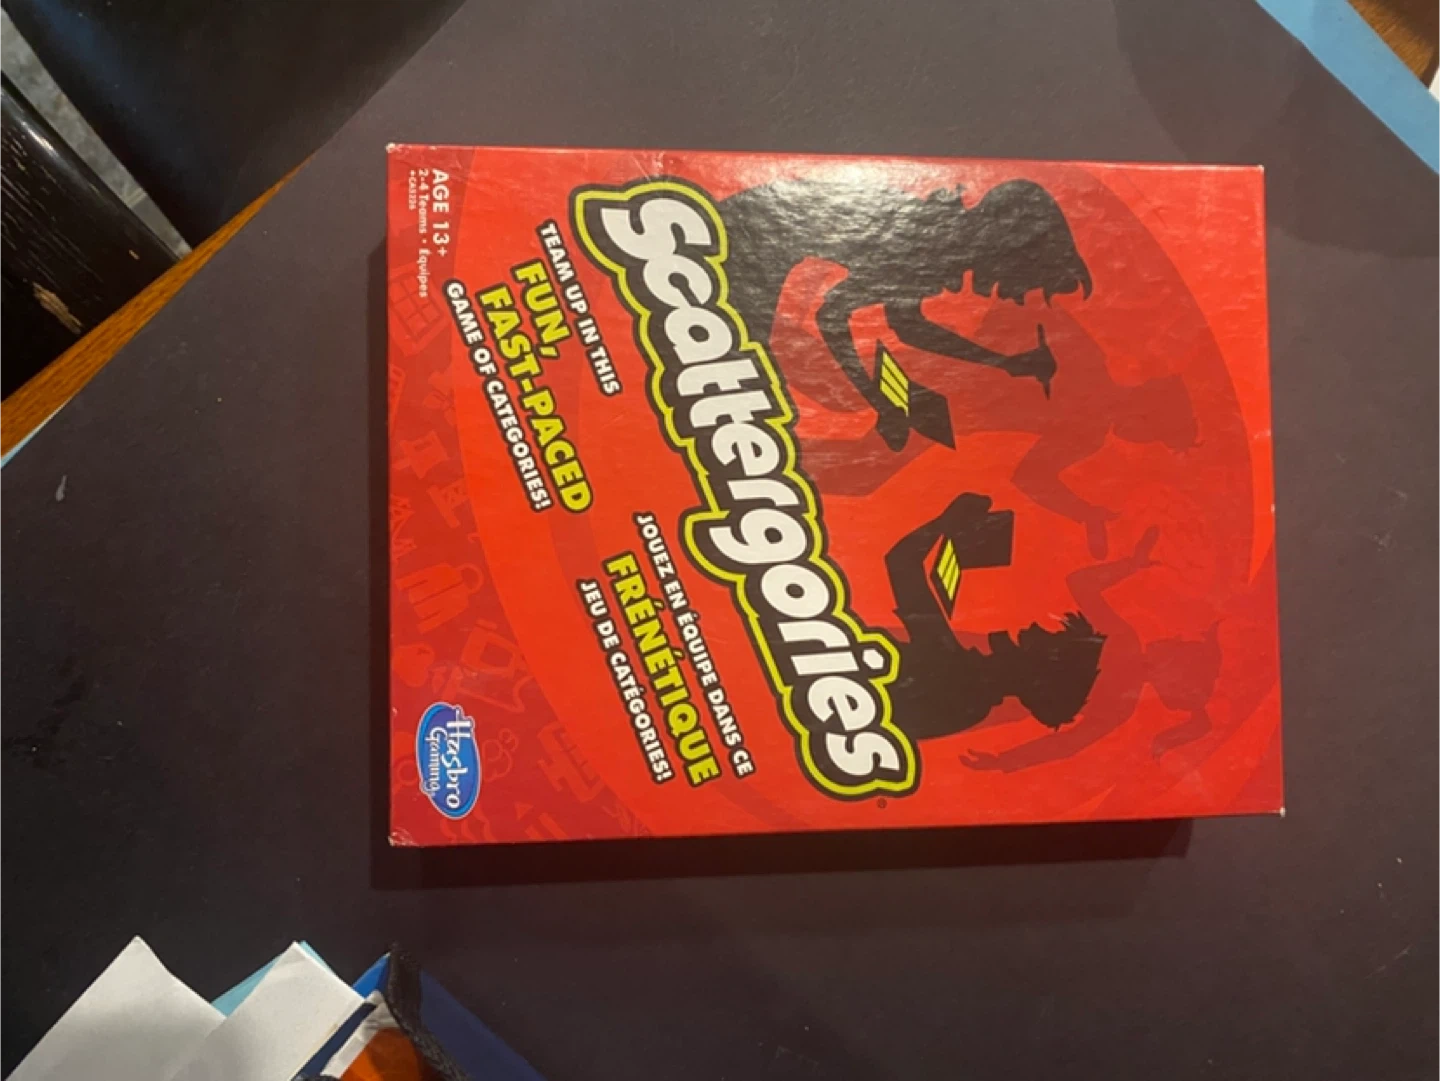 Scattergories®
TEAM UP IN THIS
FUN,
FAST-PACED
GAME OF CATEGORIES!
JOUEZ EN ÉQUIPE DANS CE
FRÉNÉTIQUE
JEU DE CATÉGORIES!
AGE 13+
2-4 Teams • Équipes
Hasbro
Gaming